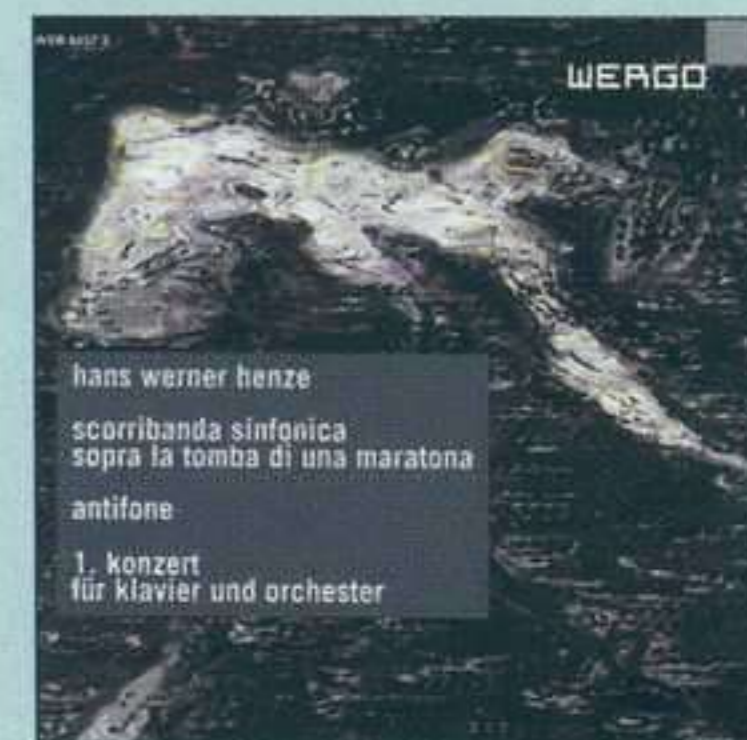 WERGO
hans werner henze
scorribanda sinfonica
sopra la tomba di una maratona
antifone
1. konzert
für klavier und orchester